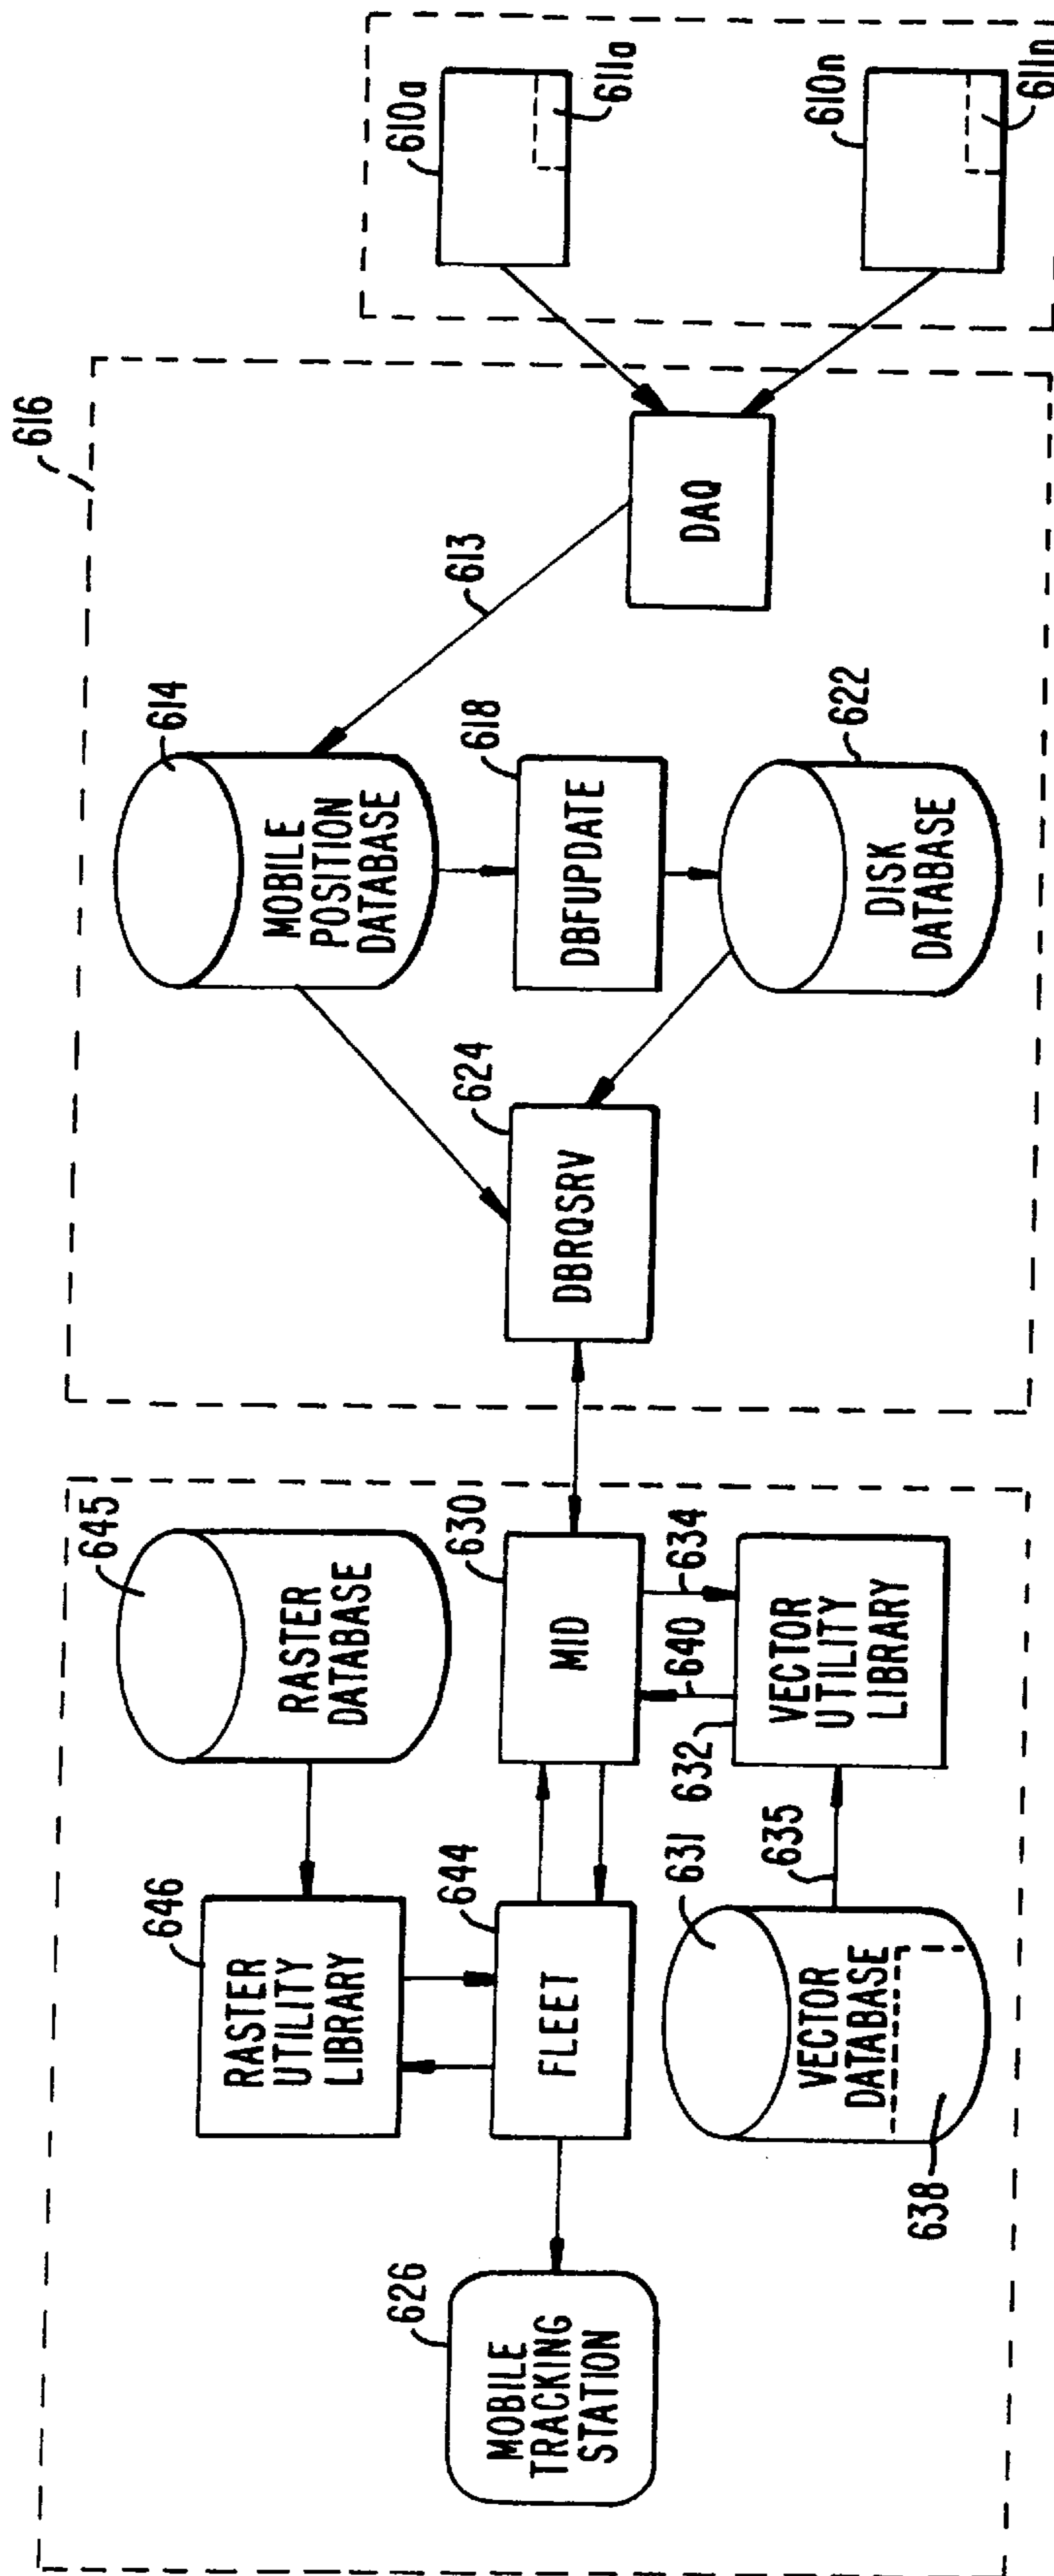 616
610a
611a
610n
611n
DAQ
613
614
MOBILE
POSITION
DATABASE
618
DBFUPDATE
622
DISK
DATABASE
624
DBRQSRV
645
RASTER
DATABASE
630
MID
634
640
632
VECTOR
UTILITY
LIBRARY
646
RASTER
UTILITY
LIBRARY
644
FLEET
631
635
VECTOR
DATABASE
638
626
MOBILE
TRACKING
STATION